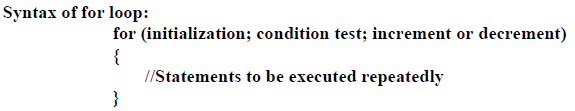 Syntax of for loop:
for (initialization; condition test; increment or decrement)
{
//Statements to be executed repeatedly
}